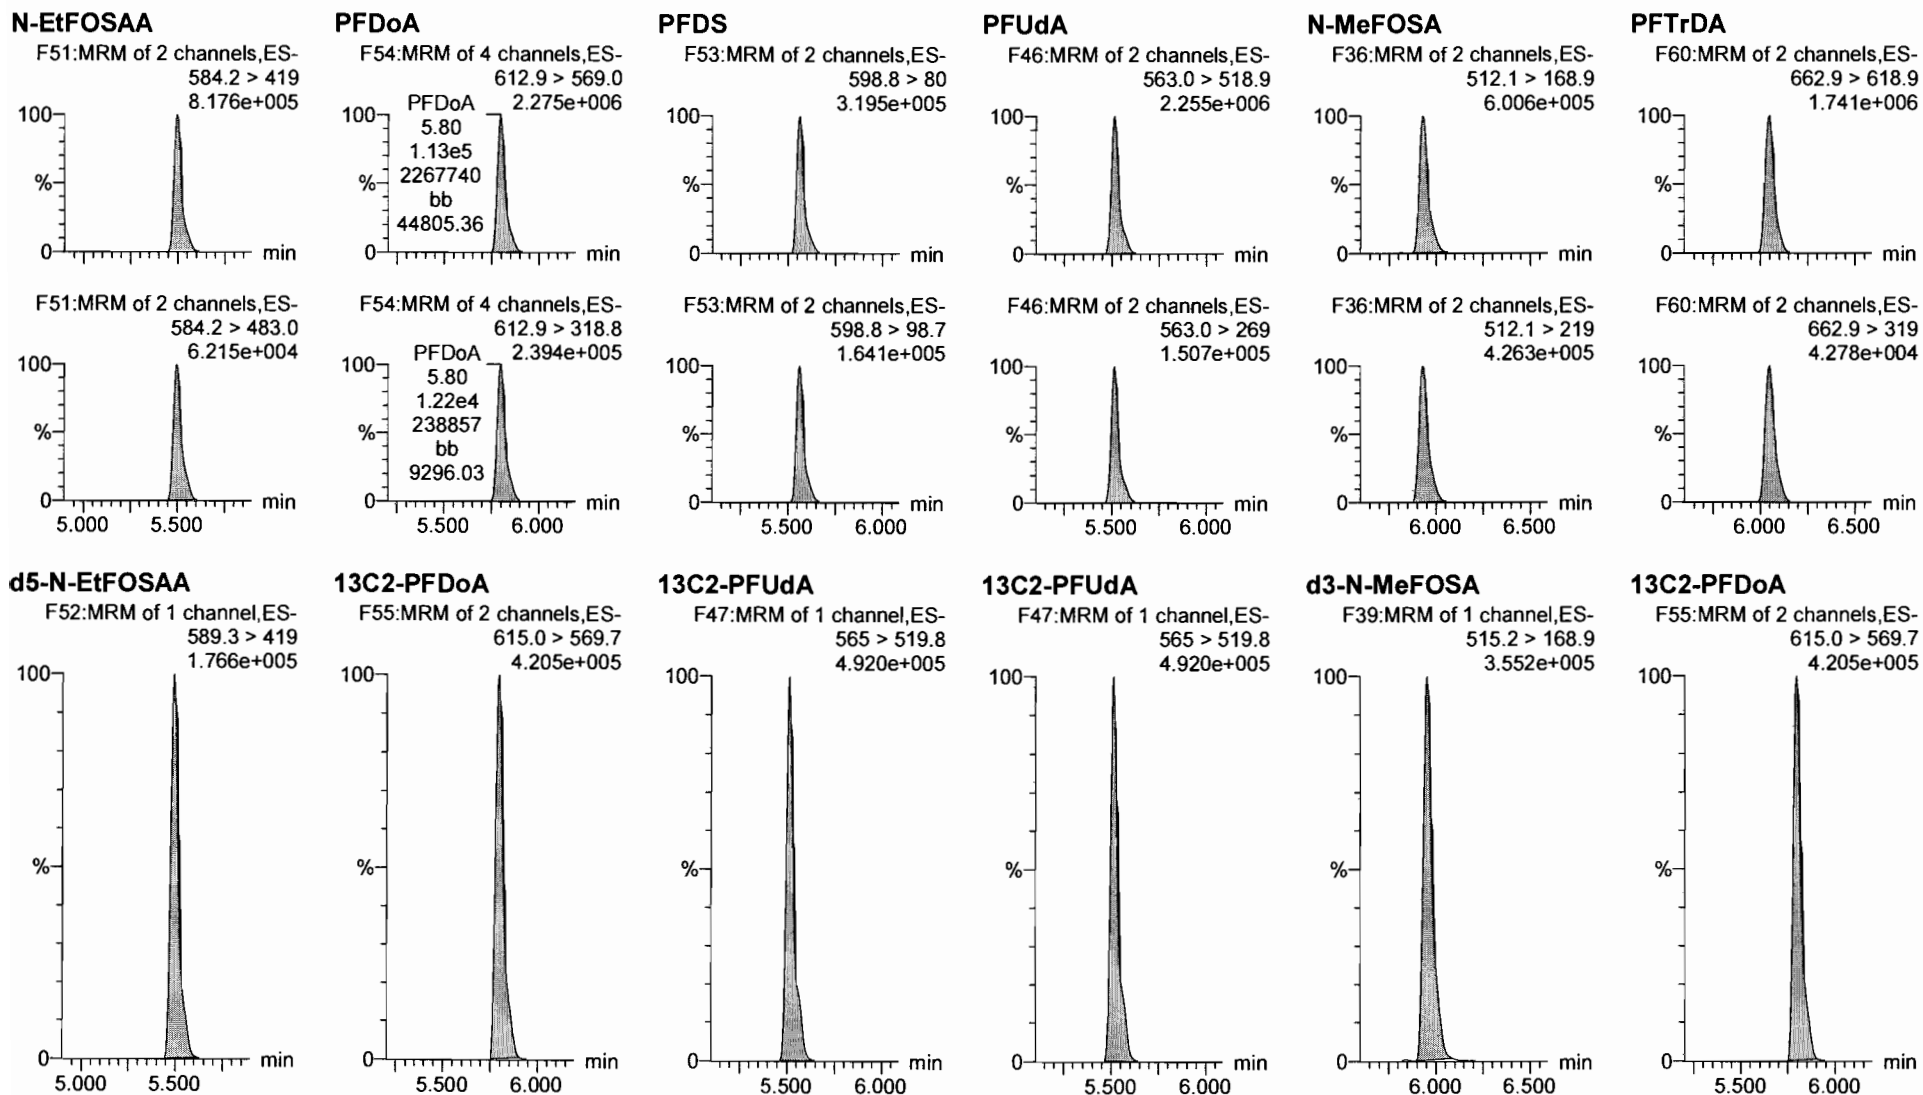 N-EtFOSAA
F51:MRM of 2 channels,ES-
584.2 > 419
8.176e+005
100
%
0
min
PFDoA
F54:MRM of 4 channels,ES-
612.9 > 569.0
2.275e+006
100
PFDoA
5.80
1.13e5
2267740
bb
44805.36
%
0
min
PFDS
F53:MRM of 2 channels,ES-
598.8 > 80
3.195e+005
100
%
0
min
PFUdA
F46:MRM of 2 channels,ES-
563.0 > 518.9
2.255e+006
100
%
0
min
N-MeFOSA
F36:MRM of 2 channels,ES-
512.1 > 168.9
6.006e+005
100
%
0
min
PFTrDA
F60:MRM of 2 channels,ES-
662.9 > 618.9
1.741e+006
100
%
0
min
F51:MRM of 2 channels,ES-
584.2 > 483.0
6.215e+004
100
%
0
min
5.000 5.500
F54:MRM of 4 channels,ES-
612.9 > 318.8
2.394e+005
100
PFDoA
5.80
1.22e4
238857
bb
9296.03
%
0
min
5.500 6.000
F53:MRM of 2 channels,ES-
598.8 > 98.7
1.641e+005
100
%
0
min
5.500 6.000
F46:MRM of 2 channels,ES-
563.0 > 269
1.507e+005
100
%
0
min
5.500 6.000
F36:MRM of 2 channels,ES-
512.1 > 219
4.263e+005
100
%
0
min
6.000 6.500
F60:MRM of 2 channels,ES-
662.9 > 319
4.278e+004
100
%
0
min
6.000 6.500
d5-N-EtFOSAA
F52:MRM of 1 channel,ES-
589.3 > 419
1.766e+005
100
%
0
min
5.000 5.500
13C2-PFDoA
F55:MRM of 2 channels,ES-
615.0 > 569.7
4.205e+005
100
%
0
min
5.500 6.000
13C2-PFUdA
F47:MRM of 1 channel,ES-
565 > 519.8
4.920e+005
100
%
0
min
5.500 6.000
13C2-PFUdA
F47:MRM of 1 channel,ES-
565 > 519.8
4.920e+005
100
%
0
min
5.500 6.000
d3-N-MeFOSA
F39:MRM of 1 channel,ES-
515.2 > 168.9
3.552e+005
100
%
0
min
6.000 6.500
13C2-PFDoA
F55:MRM of 2 channels,ES-
615.0 > 569.7
4.205e+005
100
%
0
min
5.500 6.000